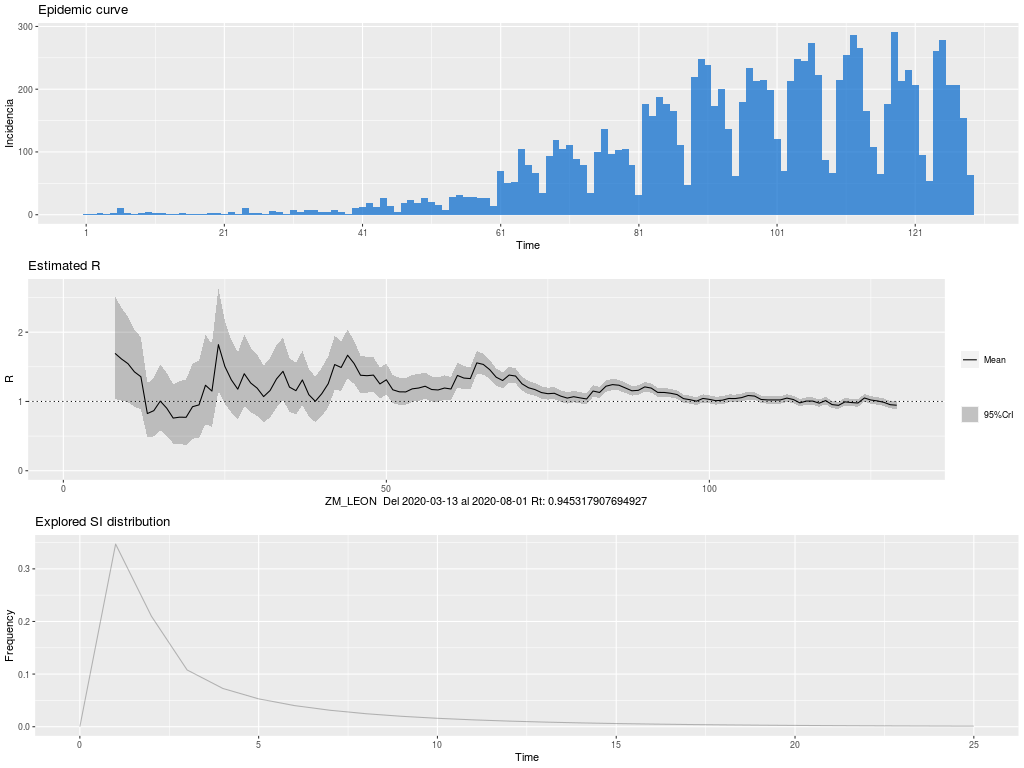 Epidemic curve
300
200
100
0
Incidencia
1 21 41 61 81 101 121
Time
Estimated R
2
1
0
R
Mean
95%CrI
0 50 100
ZM_LEON Del 2020-03-13 al 2020-08-01 Rt: 0.945317907694927
Explored SI distribution
0.3
0.2
0.1
0.0
Frequency
0 5 10 15 20 25
Time